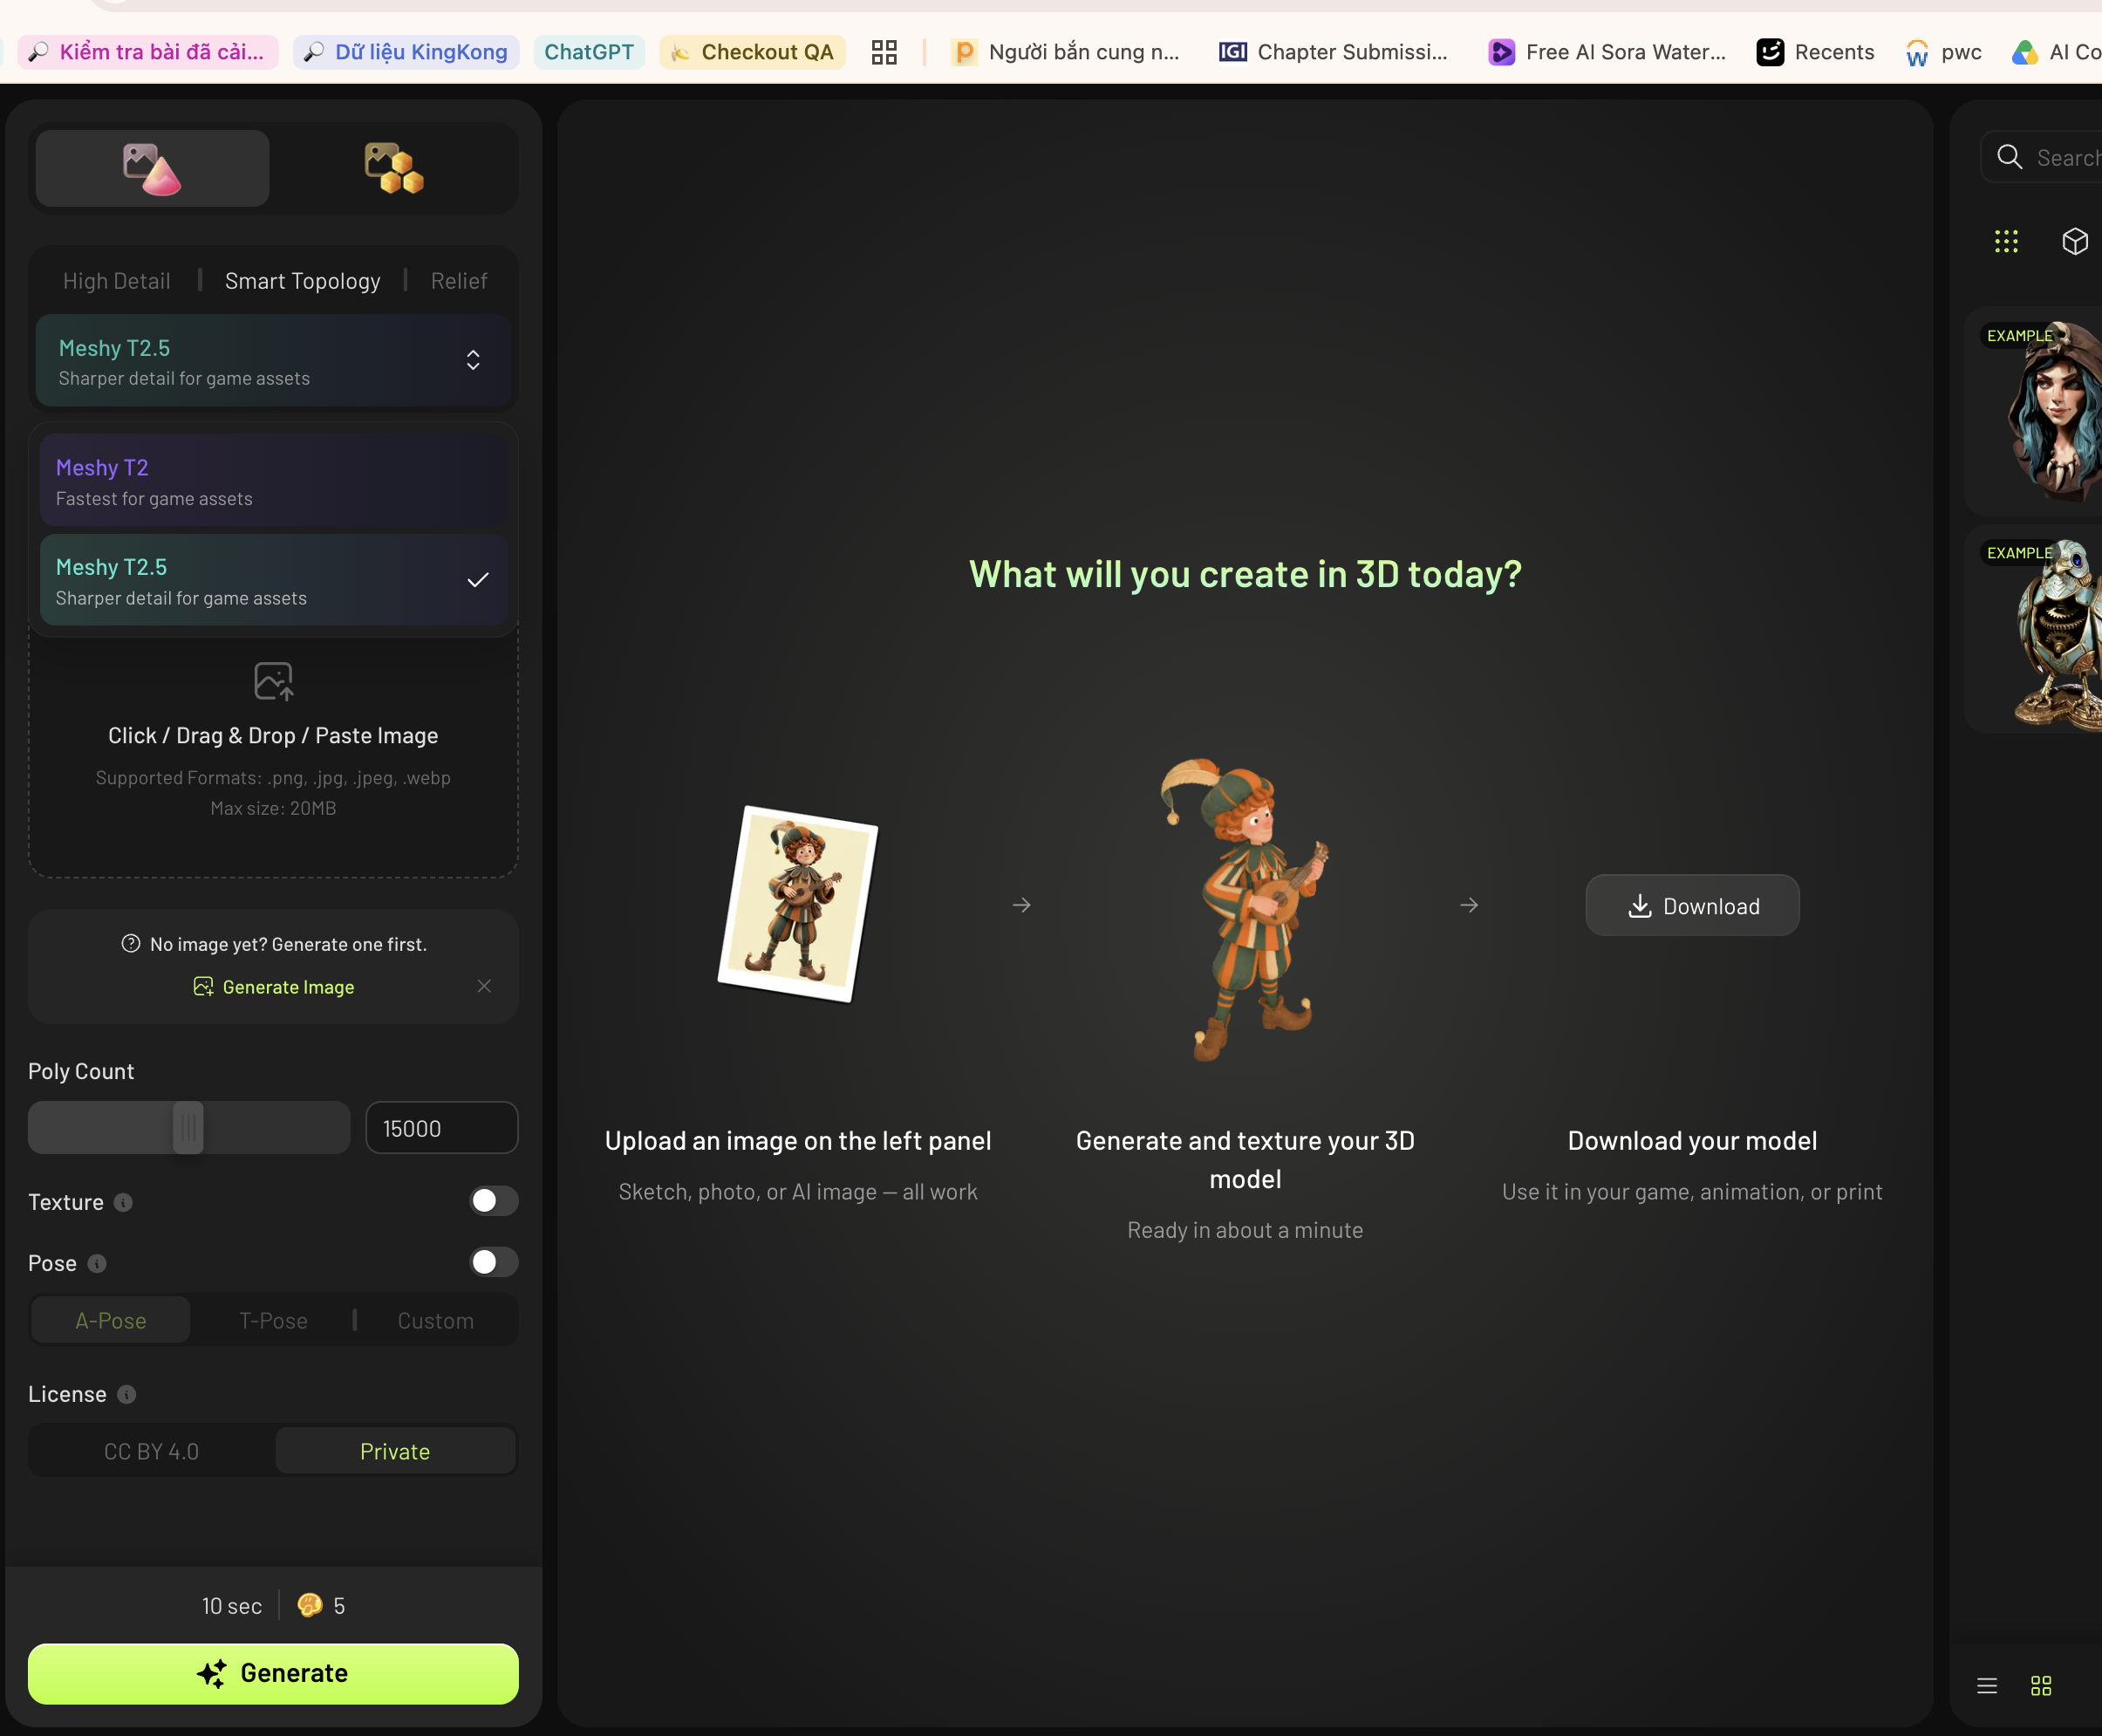 Kiểm tra bài đã cải...
Dữ liệu KingKong
ChatGPT
Checkout QA
Người bắn cung n...
IGI
Chapter Submissi...
Free AI Sora Water...
Recents
pwc
High Detail
Smart Topology
Relief
Meshy T2.5
Sharper detail for game assets
Meshy T2
Fastest for game assets
Meshy T2.5
Sharper detail for game assets
Click / Drag & Drop / Paste Image
Supported Formats: .png, .jpg, .jpeg, .webp
Max size: 20MB
No image yet? Generate one first.
Generate Image
Poly Count
15000
Texture
Pose
A-Pose
T-Pose
Custom
License
CC BY 4.0
Private
10 sec
5
Generate
What will you create in 3D today?
Download
Upload an image on the left panel
Sketch, photo, or AI image — all work
Generate and texture your 3D
model
Ready in about a minute
Download your model
Use it in your game, animation, or print
Search
EXAMPLE
EXAMPLE